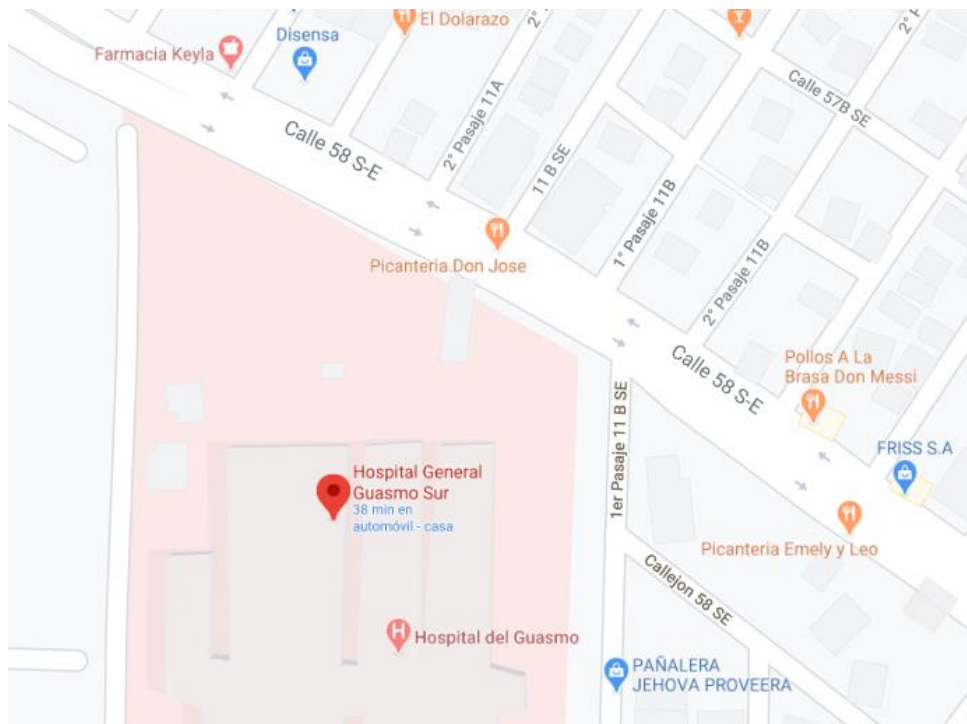 El Dolarazo
2°
2°
Disensa
Farmacia Keyla
Calle 57B SE
Calle 58 S-E
2° Pasaje 11A
11 B SE
1° Pasaje 11B
2° Pasaje 11B
Picanteria Don Jose
Calle 58 S-E
Pollos A La
Brasa Don Messi
1er Pasaje 11 B SE
FRISS S.A
Hospital General
Guasmo Sur
38 min en
automóvil - casa
Picanteria Emely y Leo
Callejon 58 SE
Hospital del Guasmo
PAÑALERA
JEHOVA PROVEERA